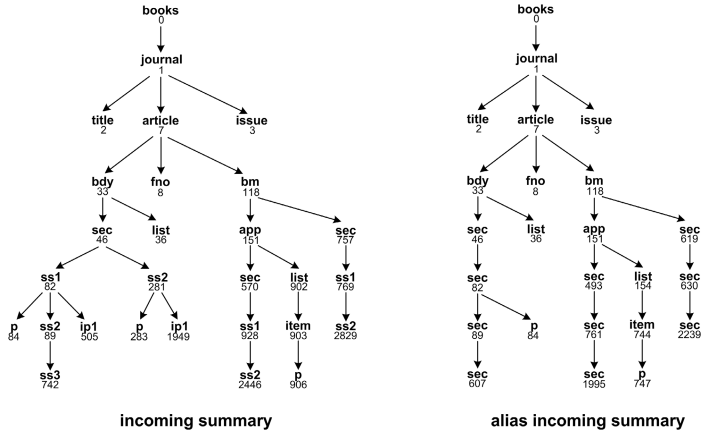 books books
0 0
journal journal
1 1
title article issue title article issue
2 7 3 2 7 3
bdy fno bm bdy fno bm
33 8 118 33 8 118
sec list app sec sec list app sec
46 36 151 757 46 36 151 619
ss1 ss2 sec list ss1 sec sec list sec
82 281 570 902 769 82 493 154 630
p ss2 ip1 p ip1 ss1 item ss2 sec p sec item sec
84 89 505 283 1949 928 903 2829 89 84 761 744 2239
ss3 ss2 p sec sec p
742 2446 906 607 1995 747
incoming summary alias incoming summary